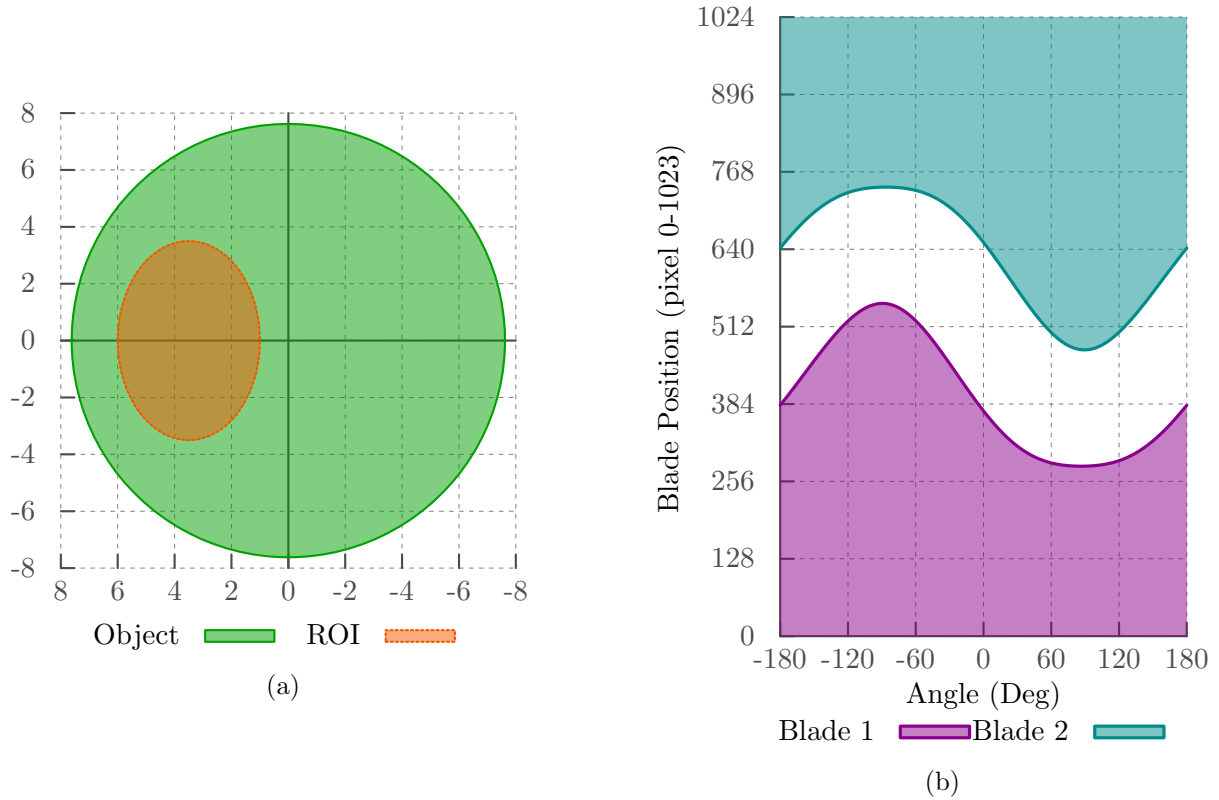 8
6
4
2
0
-2
-4
-6
-8
8 6 4 2 0 -2 -4 -6 -8
Object ROI
(a)
Blade Position (pixel 0-1023)
1024
896
768
640
512
384
256
128
0
-180 -120 -60 0 60 120 180
Angle (Deg)
Blade 1 Blade 2
(b)